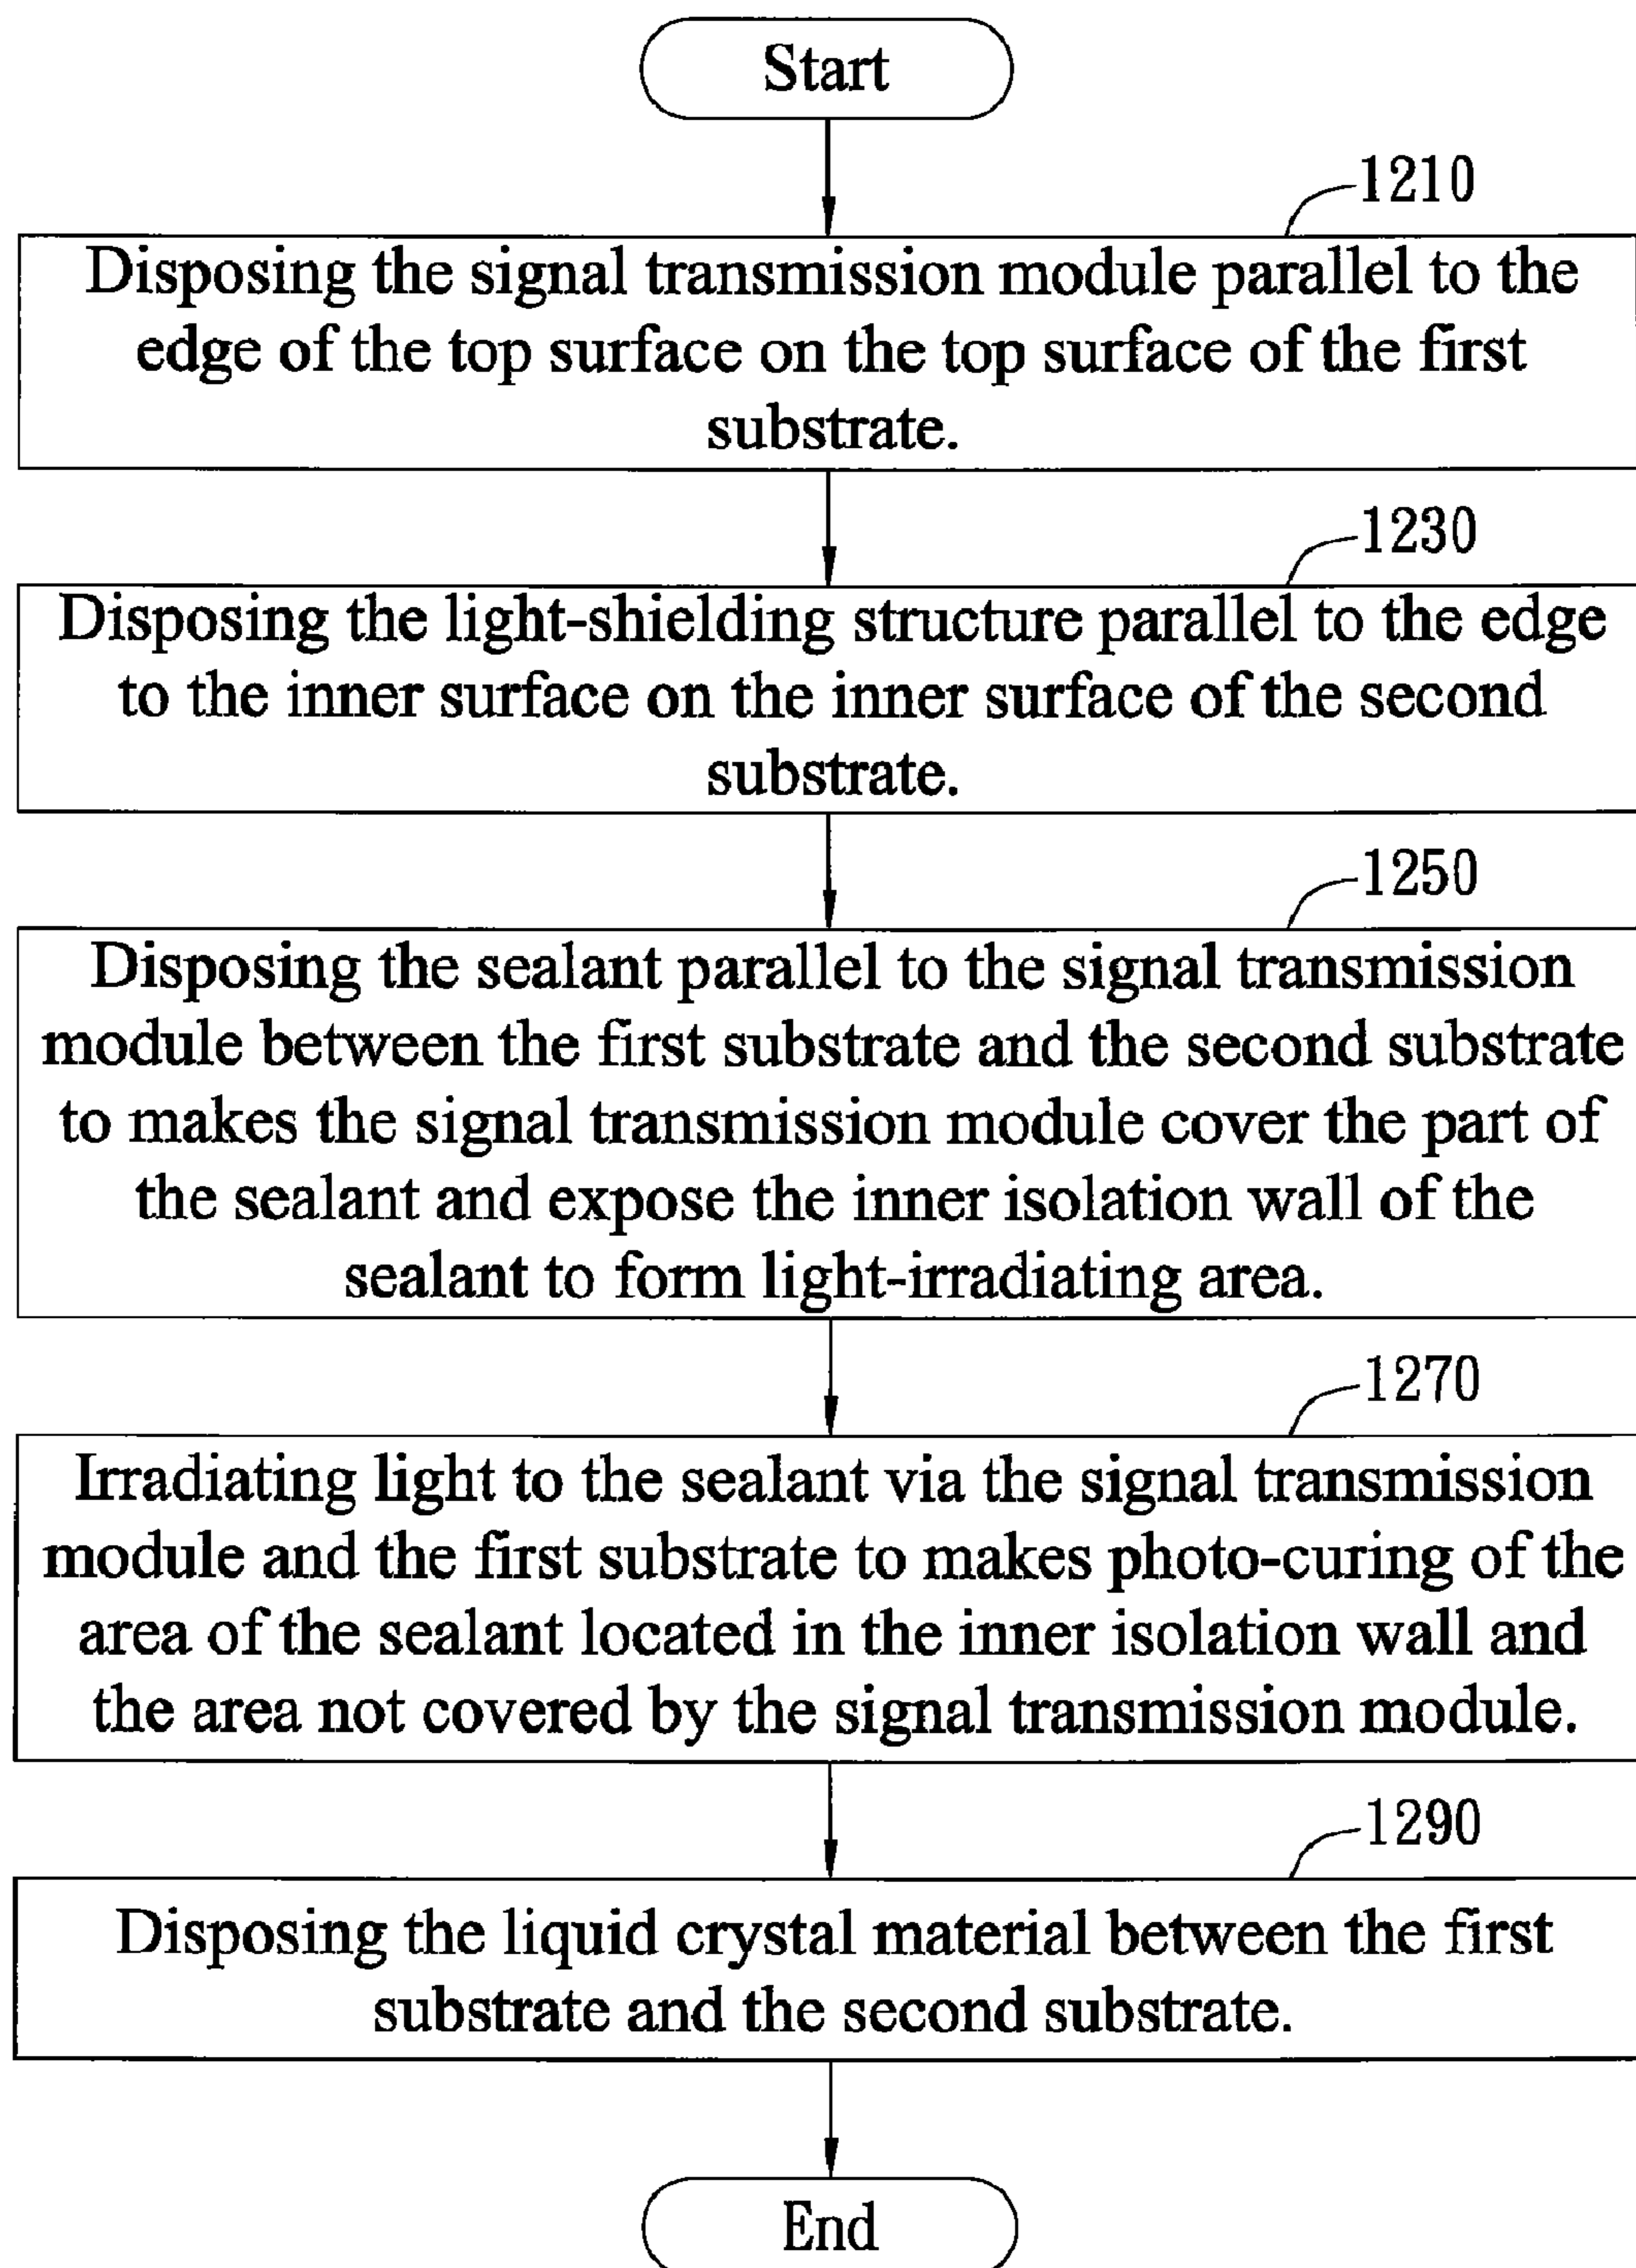 Start
1210
Disposing the signal transmission module parallel to the
edge of the top surface on the top surface of the first
substrate.
1230
Disposing the light-shielding structure parallel to the edge
to the inner surface on the inner surface of the second
substrate.
1250
Disposing the sealant parallel to the signal transmission
module between the first substrate and the second substrate
to makes the signal transmission module cover the part of
the sealant and expose the inner isolation wall of the
sealant to form light-irradiating area.
1270
Irradiating light to the sealant via the signal transmission
module and the first substrate to makes photo-curing of the
area of the sealant located in the inner isolation wall and
the area not covered by the signal transmission module.
1290
Disposing the liquid crystal material between the first
substrate and the second substrate.
End